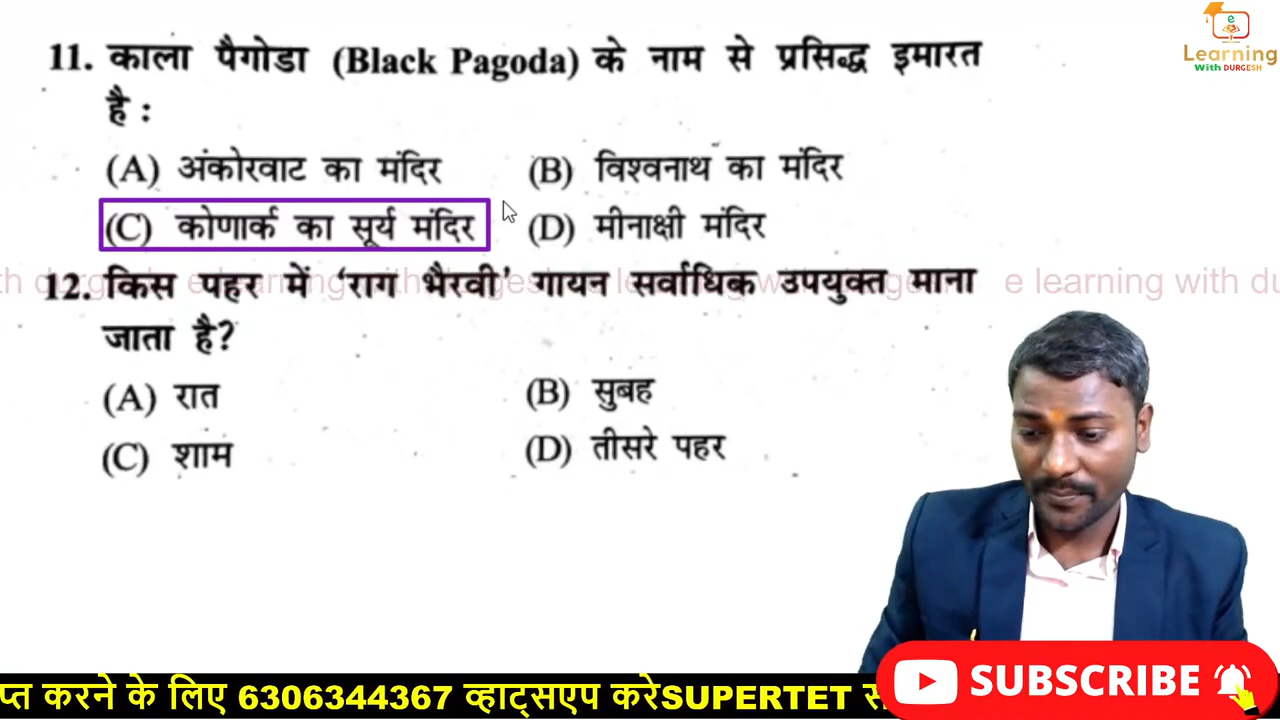 e
Learning
With DURGESH
11. काला पैगोडा (Black Pagoda) के नाम से प्रसिद्ध इमारत
है :
(A) अंकोरवाट का मंदिर (B) विश्वनाथ का मंदिर
(C) कोणार्क का सूर्य मंदिर (D) मीनाक्षी मंदिर
12. किस पहर में ‘राग भैरवी’ गायन सर्वाधिक उपयुक्त माना
जाता है?
(A) रात (B) सुबह
(C) शाम (D) तीसरे पहर
e learning with du
प्त करने के लिए 6306344367 व्हाट्सएप करेSUPERTET स
SUBSCRIBE